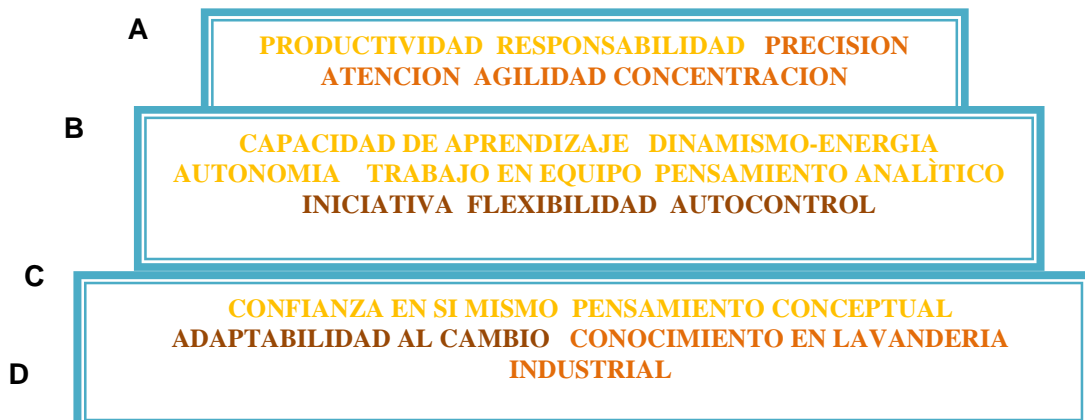 A
PRODUCTIVIDAD RESPONSABILIDAD PRECISION
ATENCION AGILIDAD CONCENTRACION
B
CAPACIDAD DE APRENDIZAJE DINAMISMO-ENERGIA
AUTONOMIA TRABAJO EN EQUIPO PENSAMIENTO ANALÌTICO
INICIATIVA FLEXIBILIDAD AUTOCONTROL
C
CONFIANZA EN SI MISMO PENSAMIENTO CONCEPTUAL
ADAPTABILIDAD AL CAMBIO CONOCIMIENTO EN LAVANDERIA
INDUSTRIAL
D